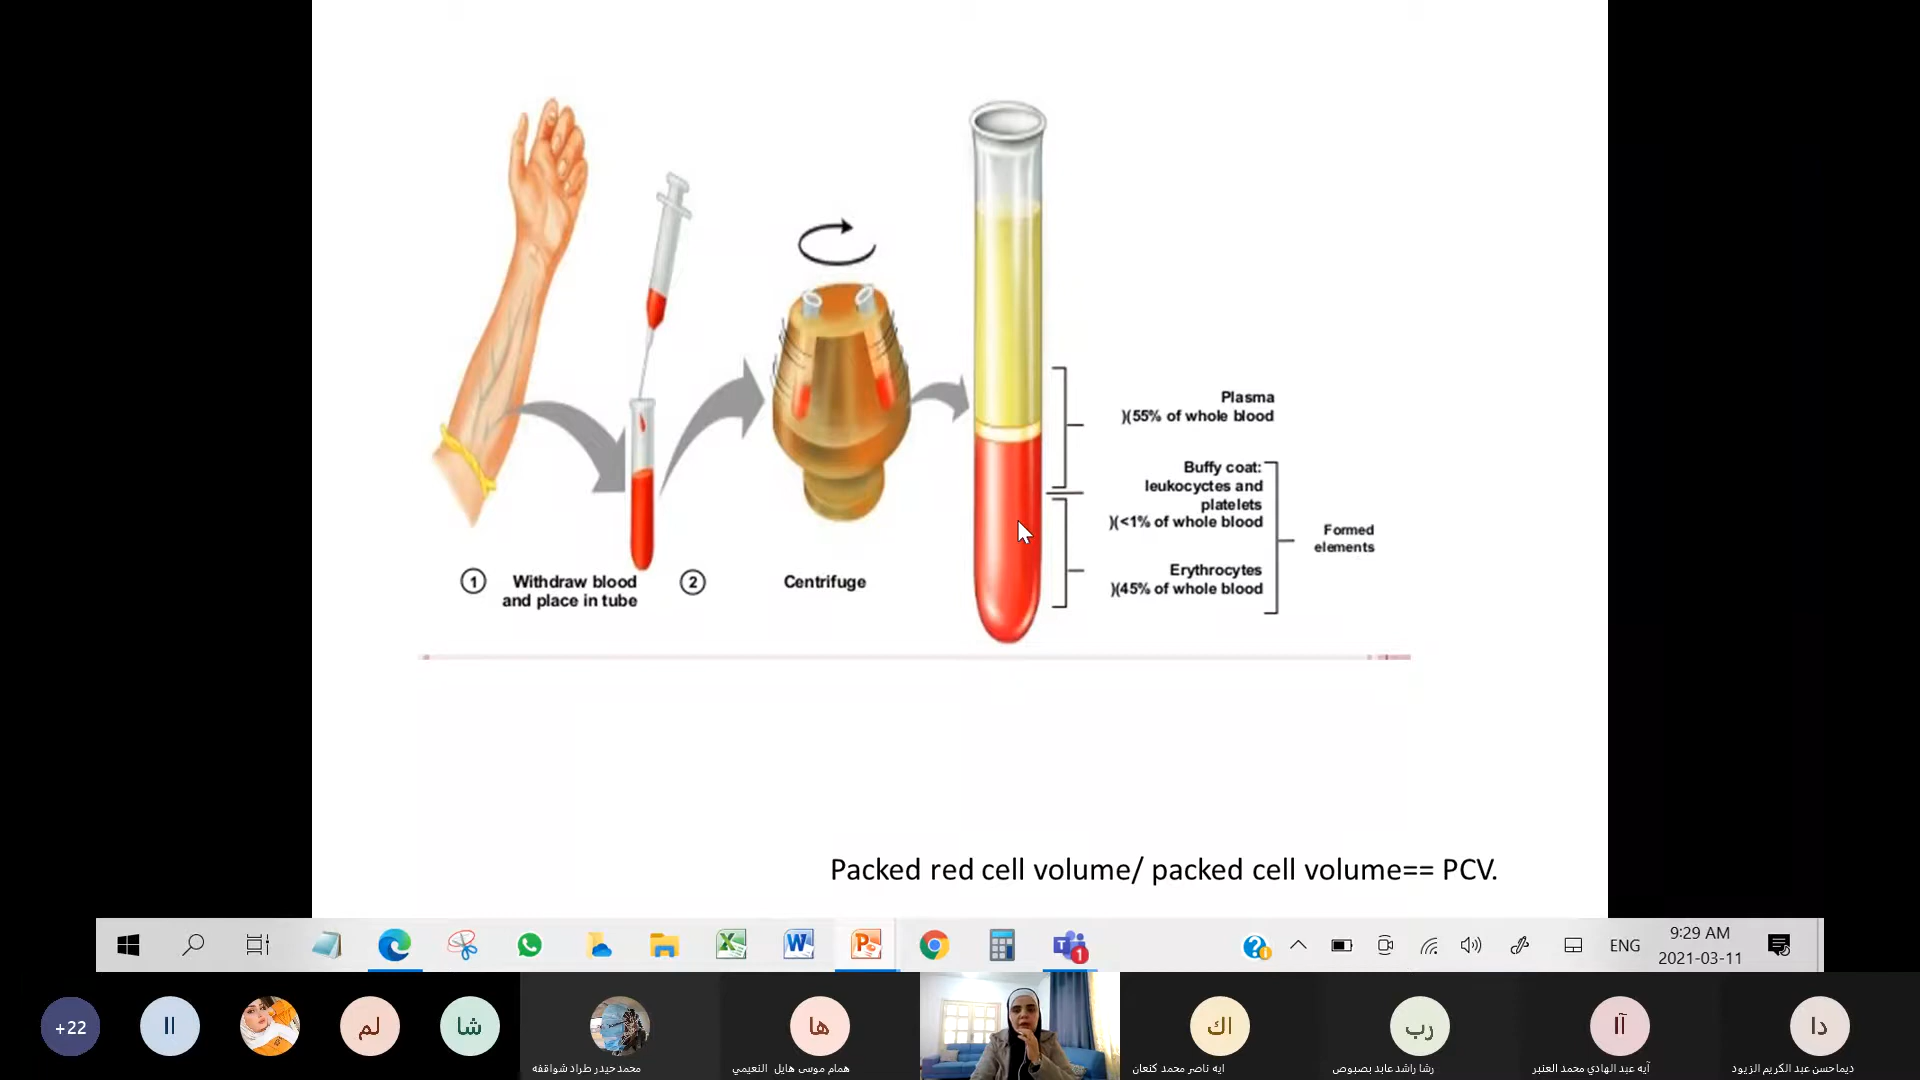 Plasma
)(55% of whole blood
Buffy coat:
leukocyctes and
platelets
)(<1% of whole blood
Formed
elements
Erythrocytes
)(45% of whole blood
1 Withdraw blood
and place in tube
2 Centrifuge
Packed red cell volume/ packed cell volume== PCV.
ENG
9:29 AM
2021-03-11
1
+22
اا
لم
شا
ها
اك
رب
آا
دا
محمد حيدر طراد شواقفه
همام موسى هايل النعيمي
ايه ناصر محمد كنعان
رشا راشد عابد بصبوص
آيه عبد الهادي محمد العنبر
ديما حسن عبد الكريم الزيود